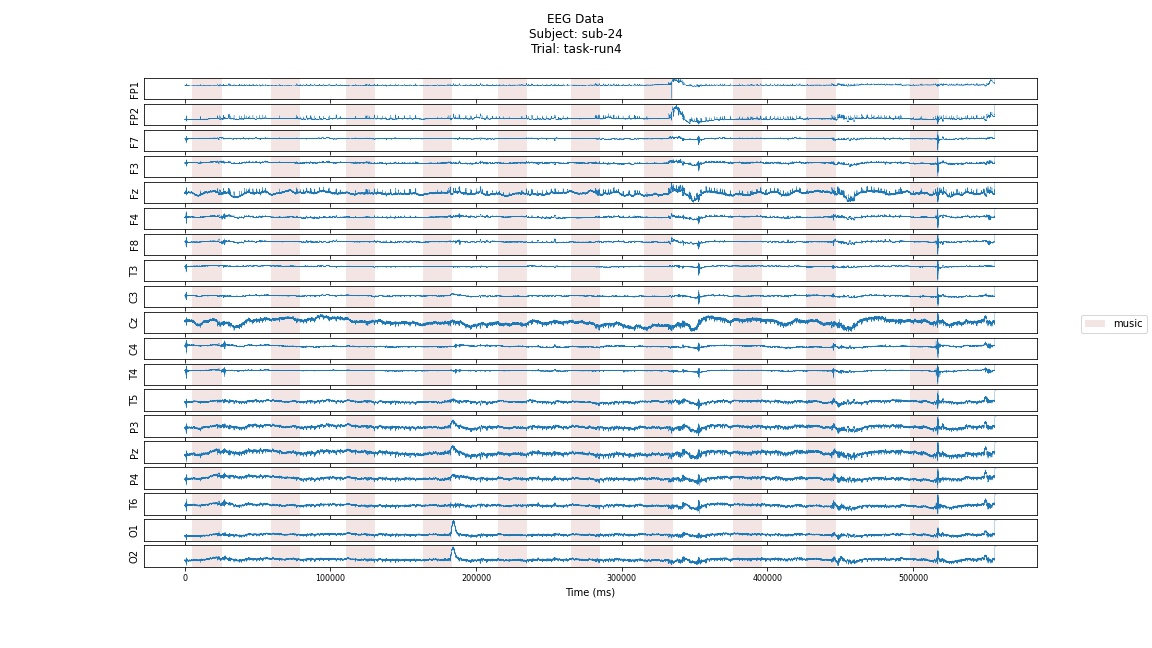 EEG Data
Subject: sub-24
Trial: task-run4
FP1
FP2
F7
F3
Fz
F4
F8
T3
C3
Cz
C4
T4
T5
P3
Pz
P4
T6
O1
O2
music
0 100000 200000 300000 400000 500000
Time (ms)